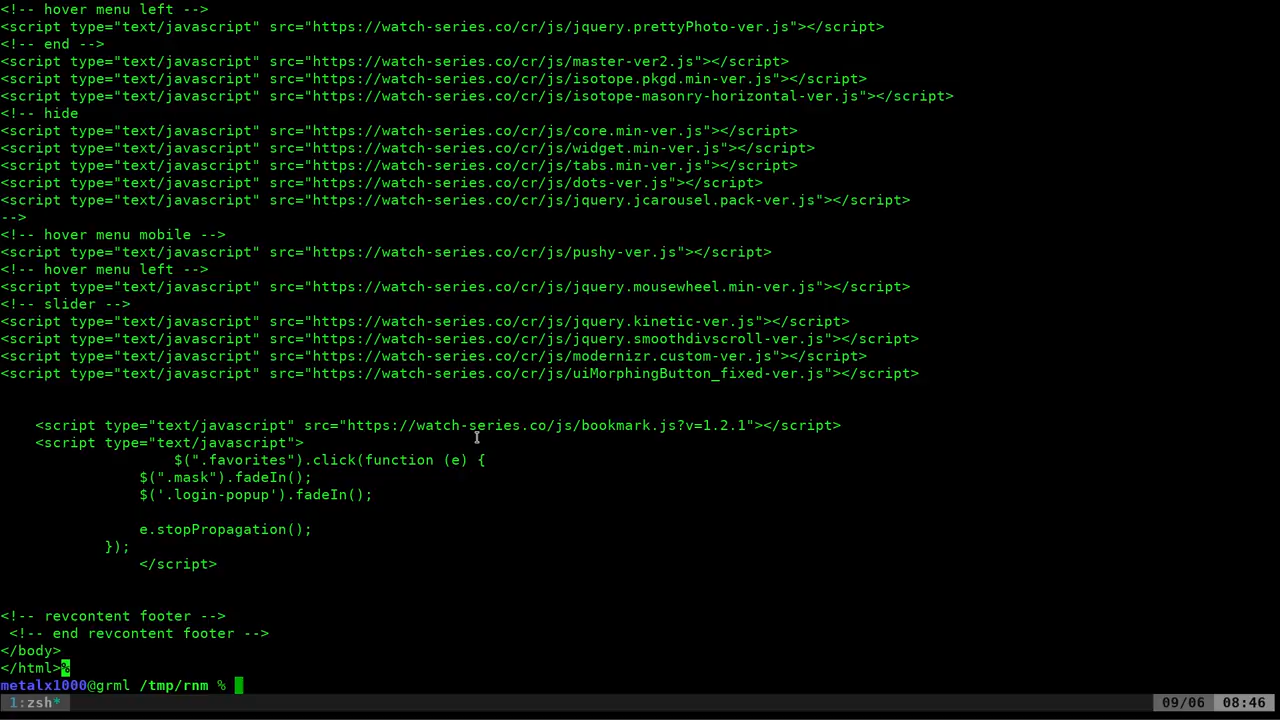 <!-- hover menu left -->
<script type="text/javascript" src="https://watch-series.co/cr/js/jquery.prettyPhoto-ver.js"></script>
<!-- end -->
<script type="text/javascript" src="https://watch-series.co/cr/js/master-ver2.js"></script>
<script type="text/javascript" src="https://watch-series.co/cr/js/isotope.pkgd.min-ver.js"></script>
<script type="text/javascript" src="https://watch-series.co/cr/js/isotope-masonry-horizontal-ver.js"></script>
<!-- hide
<script type="text/javascript" src="https://watch-series.co/cr/js/core.min-ver.js"></script>
<script type="text/javascript" src="https://watch-series.co/cr/js/widget.min-ver.js"></script>
<script type="text/javascript" src="https://watch-series.co/cr/js/tabs.min-ver.js"></script>
<script type="text/javascript" src="https://watch-series.co/cr/js/dots-ver.js"></script>
<script type="text/javascript" src="https://watch-series.co/cr/js/jquery.jcarousel.pack-ver.js"></script>
-->
<!-- hover menu mobile -->
<script type="text/javascript" src="https://watch-series.co/cr/js/pushy-ver.js"></script>
<!-- hover menu left -->
<script type="text/javascript" src="https://watch-series.co/cr/js/jquery.mousewheel.min-ver.js"></script>
<!-- slider -->
<script type="text/javascript" src="https://watch-series.co/cr/js/jquery.kinetic-ver.js"></script>
<script type="text/javascript" src="https://watch-series.co/cr/js/jquery.smoothdivscroll-ver.js"></script>
<script type="text/javascript" src="https://watch-series.co/cr/js/modernizr.custom-ver.js"></script>
<script type="text/javascript" src="https://watch-series.co/cr/js/uiMorphingButton_fixed-ver.js"></script>
    <script type="text/javascript" src="https://watch-series.co/js/bookmark.js?v=1.2.1"></script>
    <script type="text/javascript">
                    $(".favorites").click(function (e) {
                $(".mask").fadeIn();
                $('.login-popup').fadeIn();
                e.stopPropagation();
            });
                </script>
<!-- revcontent footer -->
 <!-- end revcontent footer -->
</body>
</html>%
metalx1000@grml /tmp/rnm %
1:zsh* 09/06 08:46